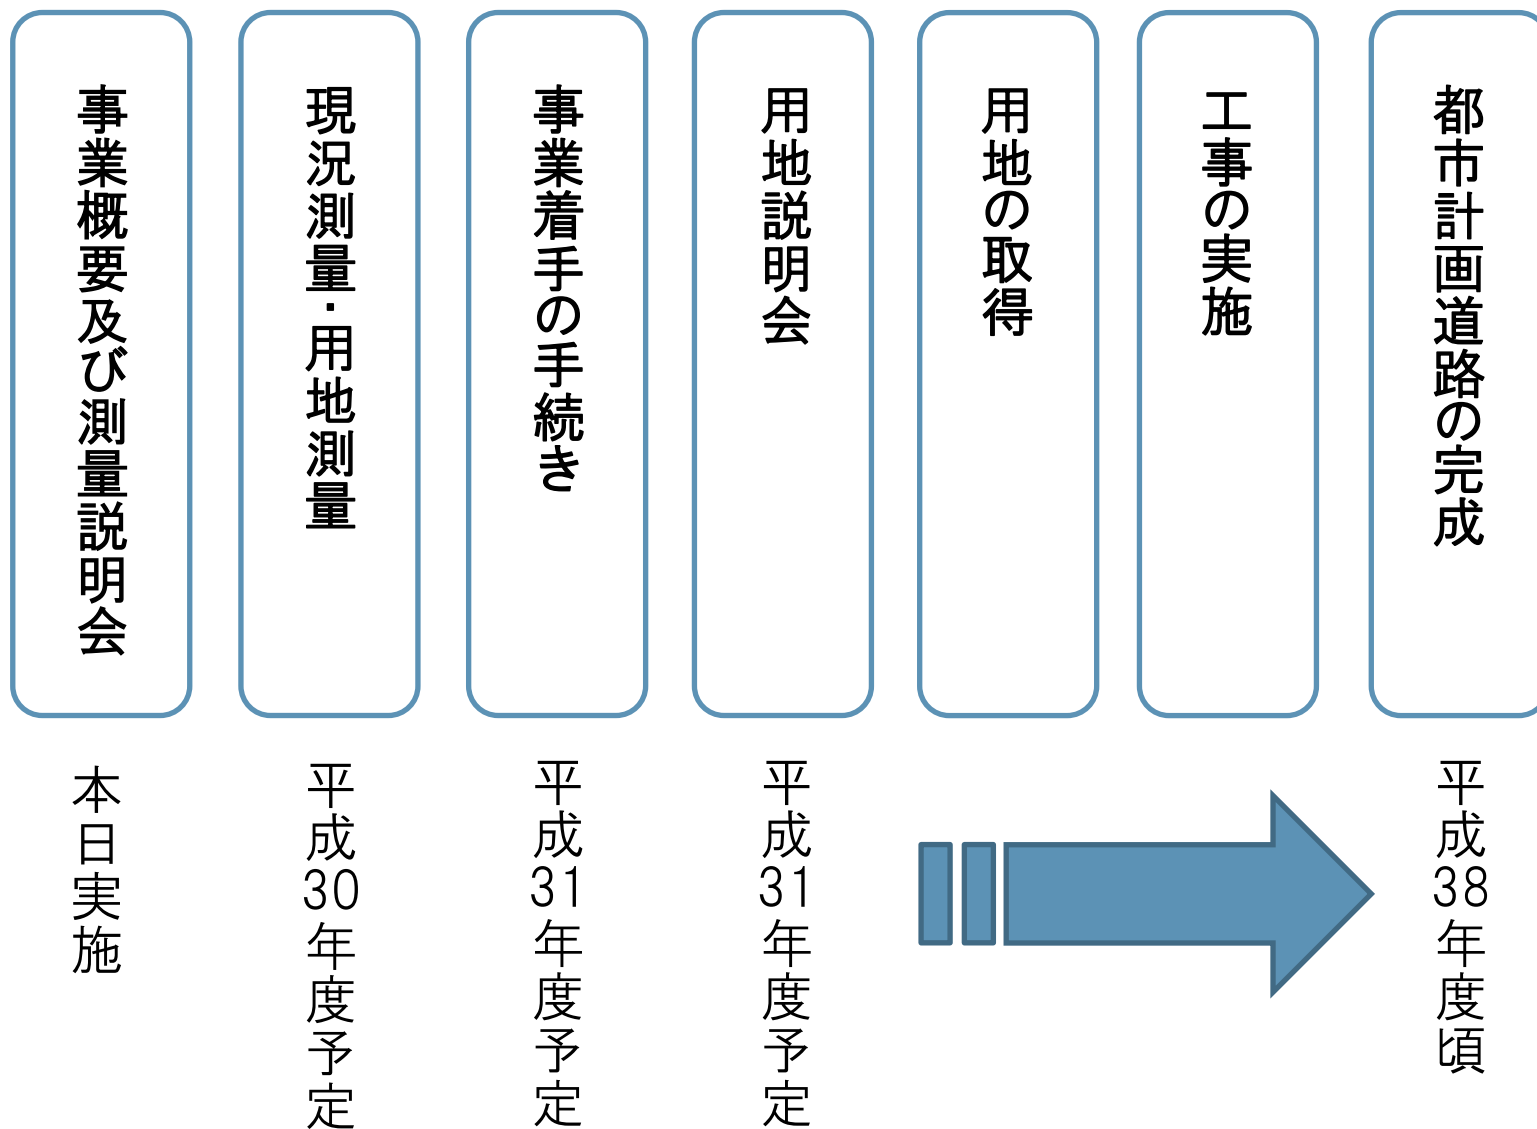 事業概要及び測量説明会
本日実施
現況測量・用地測量
平成30年度予定
事業着手の手続き
平成31年度予定
用地説明会
平成31年度予定
用地の取得
工事の実施
都市計画道路の完成
平成38年度頃